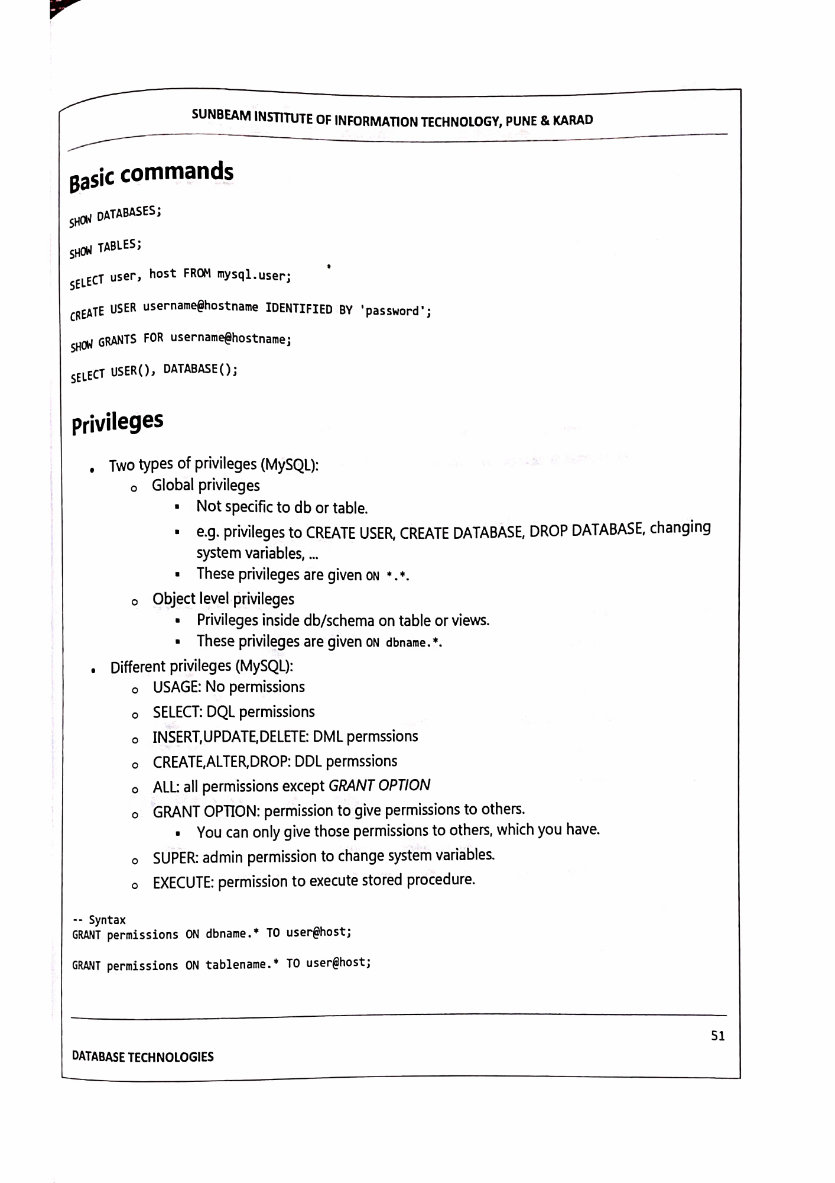 SUNBEAM INSTITUTE OF INFORMATION TECHNOLOGY, PUNE & KARAD
Basic commands
SHOW DATABASES;
SHOW TABLES;
SELECT user, host FROM mysql.user;
CREATE USER username@hostname IDENTIFIED BY 'password';
SHOW GRANTS FOR username@hostname;
SELECT USER(), DATABASE();
Privileges
• Two types of privileges (MySQL):
o Global privileges
▪ Not specific to db or table.
▪ e.g. privileges to CREATE USER, CREATE DATABASE, DROP DATABASE, changing
system variables, ...
▪ These privileges are given ON *.*.
o Object level privileges
▪ Privileges inside db/schema on table or views.
▪ These privileges are given ON dbname.*.
• Different privileges (MySQL):
o USAGE: No permissions
o SELECT: DQL permissions
o INSERT,UPDATE,DELETE: DML permssions
o CREATE,ALTER,DROP: DDL permssions
o ALL: all permissions except GRANT OPTION
o GRANT OPTION: permission to give permissions to others.
▪ You can only give those permissions to others, which you have.
o SUPER: admin permission to change system variables.
o EXECUTE: permission to execute stored procedure.
-- Syntax
GRANT permissions ON dbname.* TO user@host;
GRANT permissions ON tablename.* TO user@host;
51
DATABASE TECHNOLOGIES